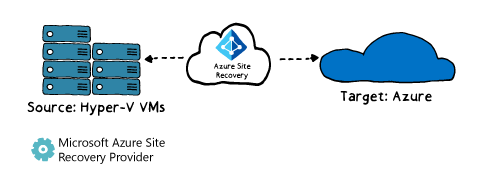 Azure Site
Recovery
Source: Hyper-V VMs
Target: Azure
Microsoft Azure Site
Recovery Provider